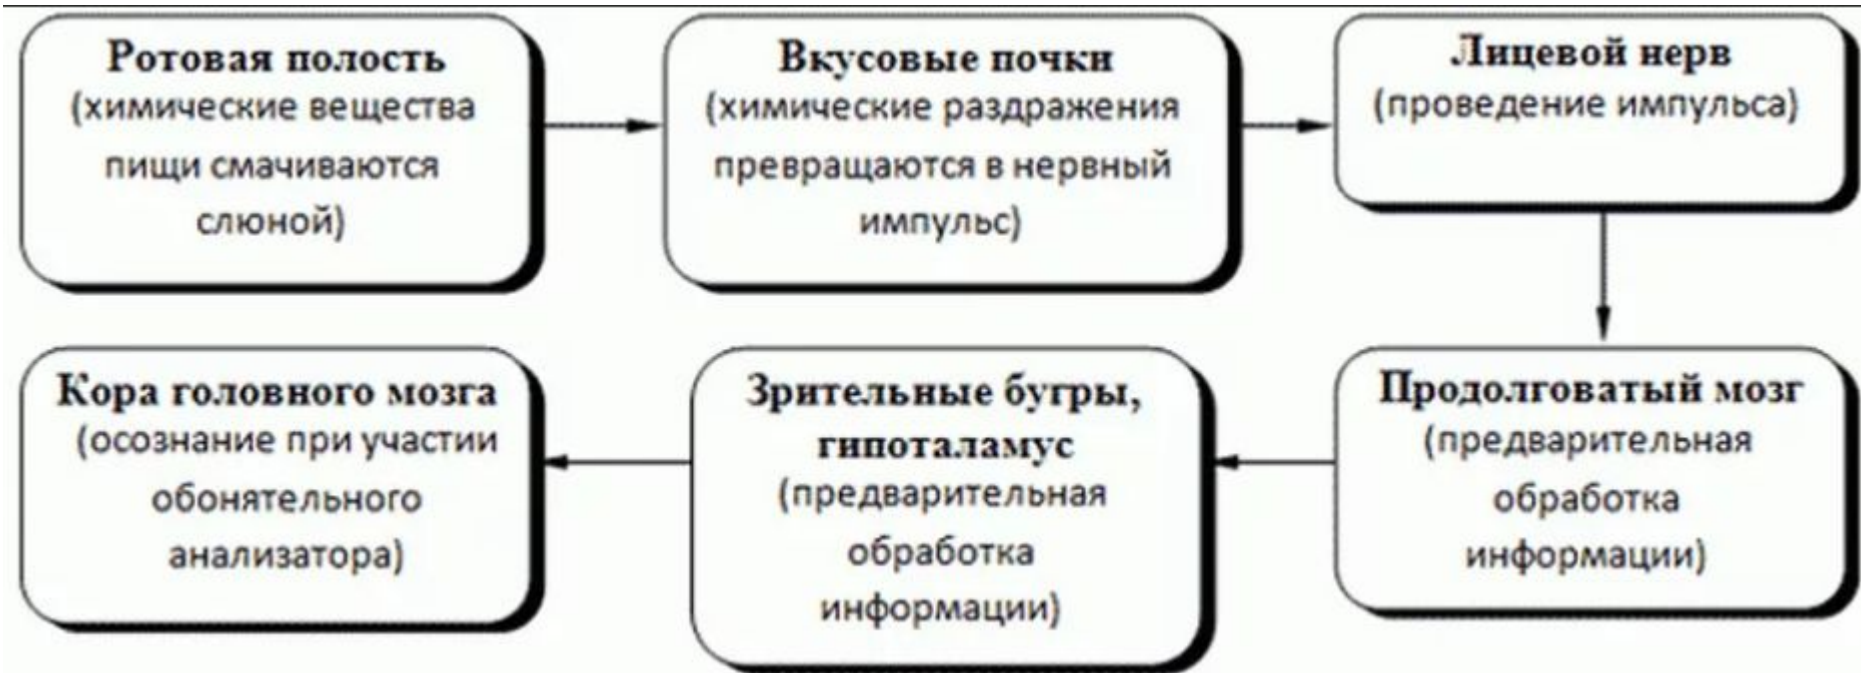 Ротовая полость
(химические вещества
пищи смачиваются
слюной)
Вкусовые почки
(химические раздражения
превращаются в нервный
импульс)
Лицевой нерв
(проведение импульса)
Продолговатый мозг
(предварительная
обработка
информации)
Зрительные бугры,
гипоталамус
(предварительная
обработка
информации)
Кора головного мозга
(осознание при участии
обонятельного
анализатора)